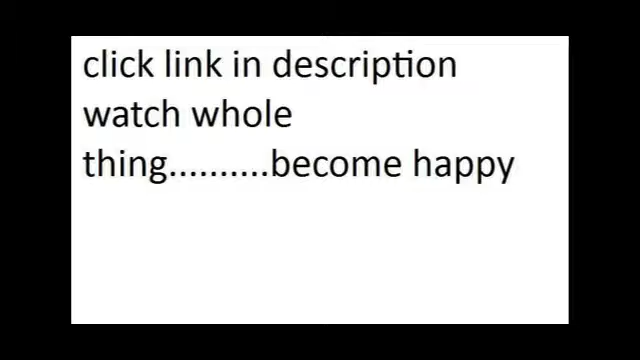 click link in description
watch whole
thing..........become happy